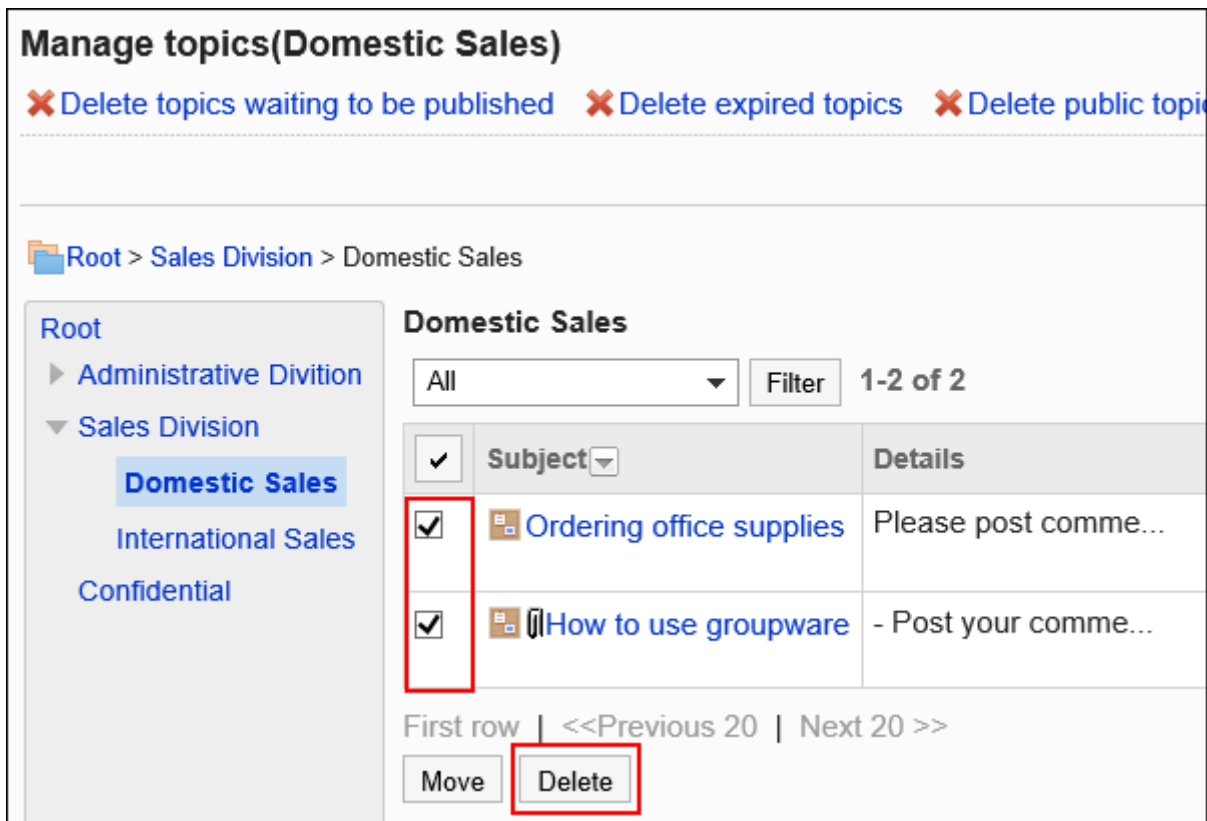 Manage topics(Domestic Sales)
Delete topics waiting to be published Delete expired topics Delete public topi
Root > Sales Division > Domestic Sales
Root
Administrative Divition
Sales Division
Domestic Sales
International Sales
Confidential
Domestic Sales
All Filter 1-2 of 2
Subject Details
Ordering office supplies Please post comme...
How to use groupware - Post your comme...
First row | <<Previous 20 | Next 20 >>
Move Delete